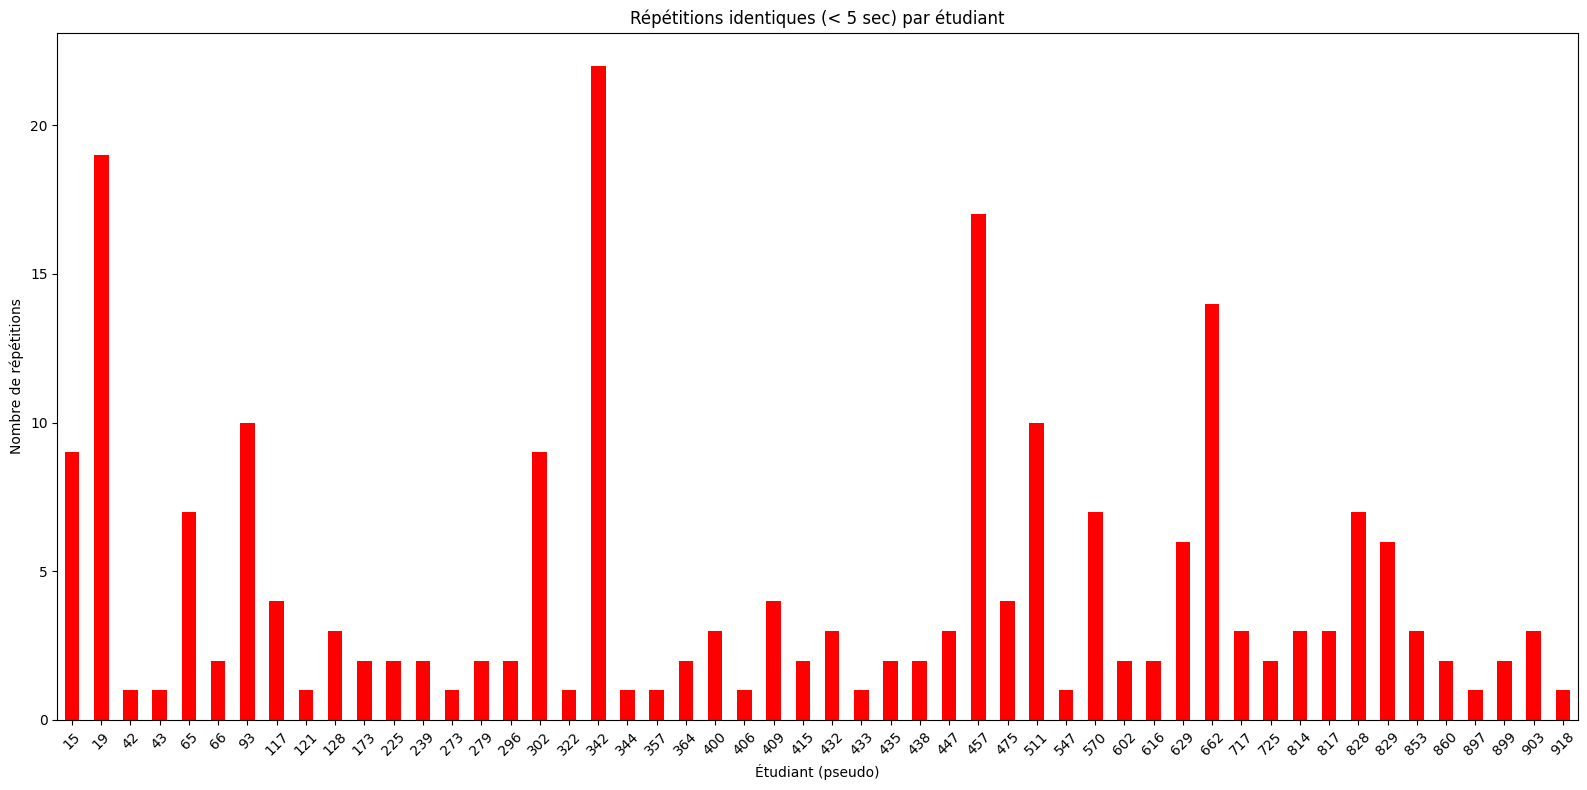 Répétitions identiques (< 5 sec) par étudiant
Nombre de répétitions
20
15
10
5
0
15 19 42 43 65 66 93 117 121 128 173 225 239 273 279 296 302 322 342 344 357 364 400 406 409 415 432 433 435 438 447 457 475 511 547 570 602 616 629 662 717 725 814 817 828 829 853 860 897 899 903 918
Étudiant (pseudo)